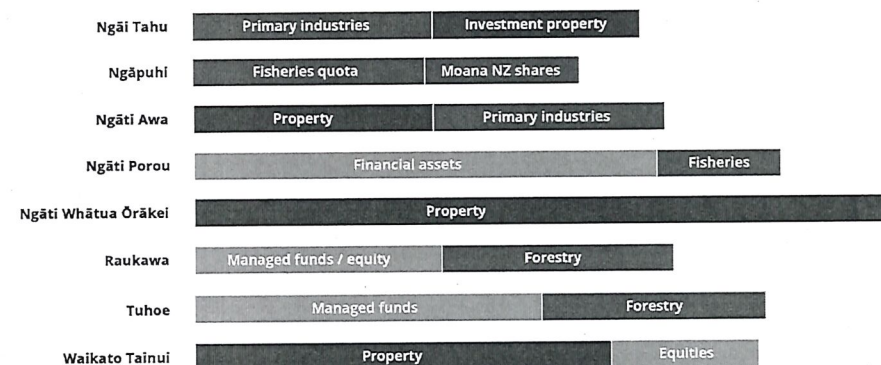 Ngāi Tahu Primary industries Investment property
Ngāpuhi Fisheries quota Moana NZ shares
Ngāti Awa Property Primary industries
Ngāti Porou Financial assets Fisheries
Ngāti Whātua Ōrākei Property
Raukawa Managed funds / equity Forestry
Tuhoe Managed funds Forestry
Waikato Tainui Property Equities